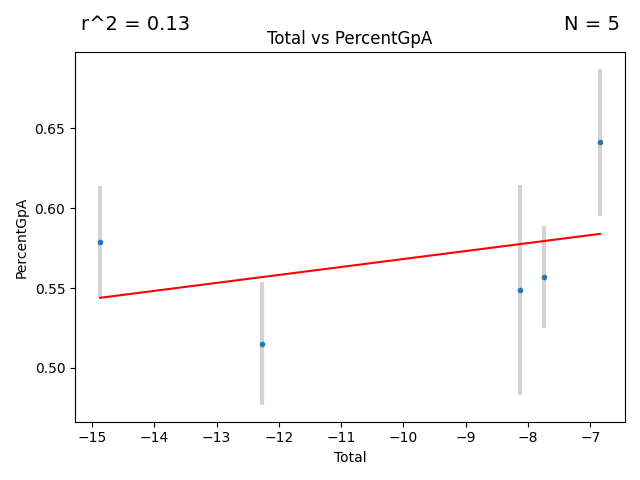 r^2 = 0.13
N = 5
Total vs PercentGpA
PercentGpA
0.65
0.60
0.55
0.50
−15
−14
−13
−12
−11
−10
−9
−8
−7
Total